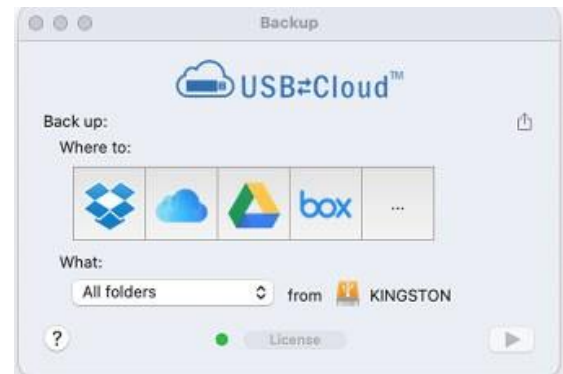 Backup
USB⇄Cloud™
Back up:
Where to:
box
...
What:
All folders
from KINGSTON
?
License